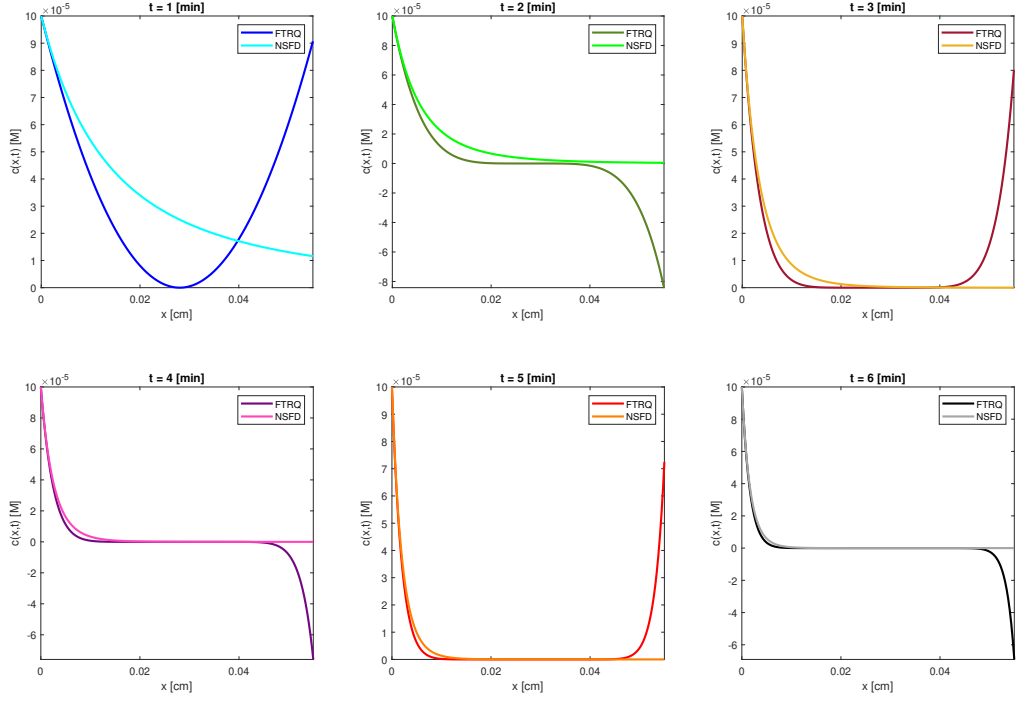 t = 1 [min]
×10⁻⁵
10
9
8
7
6
5
4
3
2
1
0
0
0.02
0.04
c(x,t) [M]
x [cm]
FTRQ
NSFD
t = 2 [min]
×10⁻⁵
10
8
6
4
2
0
-2
-4
-6
-8
0
0.02
0.04
c(x,t) [M]
x [cm]
FTRQ
NSFD
t = 3 [min]
×10⁻⁵
10
9
8
7
6
5
4
3
2
1
0
0
0.02
0.04
c(x,t) [M]
x [cm]
FTRQ
NSFD
t = 4 [min]
×10⁻⁵
10
8
6
4
2
0
-2
-4
-6
0
0.02
0.04
c(x,t) [M]
x [cm]
FTRQ
NSFD
t = 5 [min]
×10⁻⁵
10
9
8
7
6
5
4
3
2
1
0
0
0.02
0.04
c(x,t) [M]
x [cm]
FTRQ
NSFD
t = 6 [min]
×10⁻⁵
10
8
6
4
2
0
-2
-4
-6
0
0.02
0.04
c(x,t) [M]
x [cm]
FTRQ
NSFD